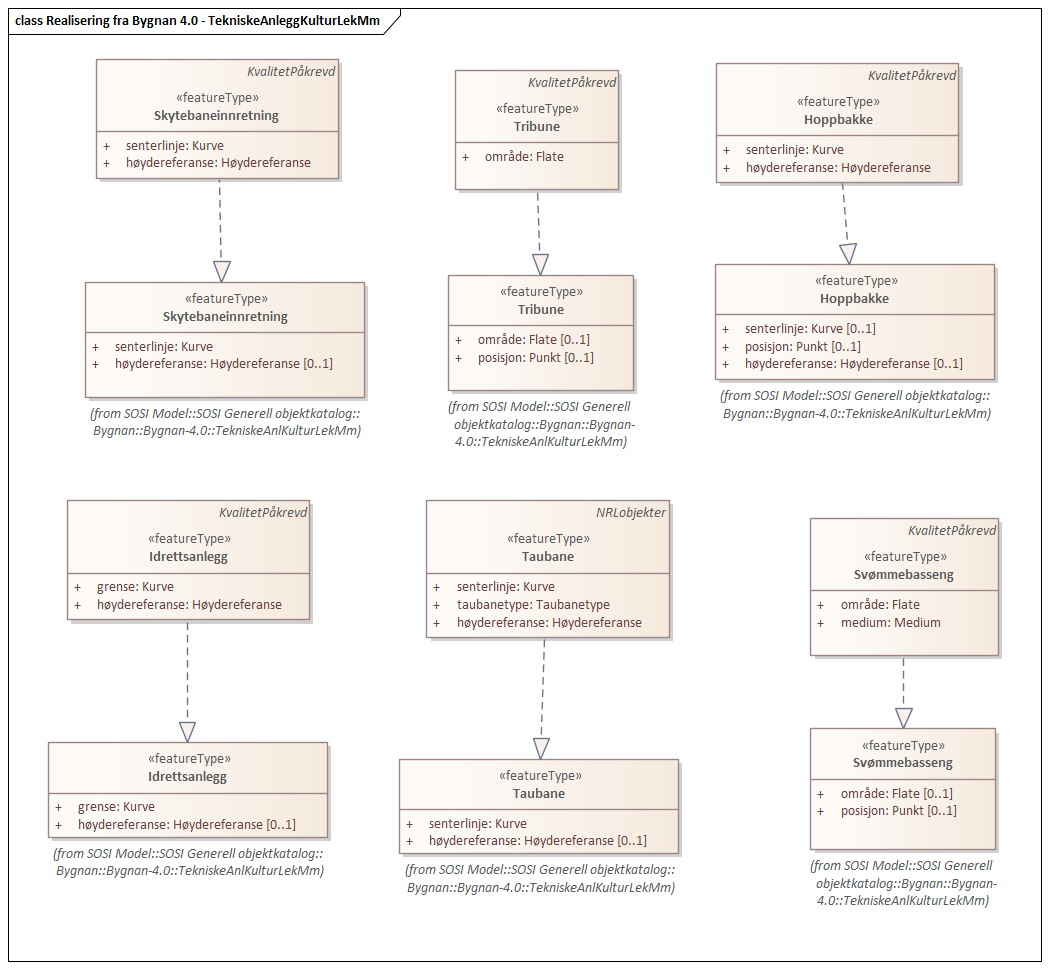 class Realisering fra Bygnan 4.0 - TekniskeAnleggKulturLekMm
KvalitetPåkrevd
«featureType»
Skytebaneinnretning
+ senterlinje: Kurve
+ høydereferanse: Høydereferanse
«featureType»
Skytebaneinnretning
+ senterlinje: Kurve
+ høydereferanse: Høydereferanse [0..1]
(from SOSI Model::SOSI Generell objektkatalog::
Bygnan::Bygnan-4.0::TekniskeAnlKulturLekMm)
KvalitetPåkrevd
«featureType»
Tribune
+ område: Flate
«featureType»
Tribune
+ område: Flate [0..1]
+ posisjon: Punkt [0..1]
(from SOSI Model::SOSI Generell
objektkatalog::Bygnan::Bygnan-
4.0::TekniskeAnlKulturLekMm)
KvalitetPåkrevd
«featureType»
Hoppbakke
+ senterlinje: Kurve
+ høydereferanse: Høydereferanse
«featureType»
Hoppbakke
+ senterlinje: Kurve [0..1]
+ posisjon: Punkt [0..1]
+ høydereferanse: Høydereferanse [0..1]
(from SOSI Model::SOSI Generell objektkatalog::
Bygnan::Bygnan-4.0::TekniskeAnlKulturLekMm)
KvalitetPåkrevd
«featureType»
Idrettsanlegg
+ grense: Kurve
+ høydereferanse: Høydereferanse
«featureType»
Idrettsanlegg
+ grense: Kurve
+ høydereferanse: Høydereferanse [0..1]
(from SOSI Model::SOSI Generell objektkatalog::
Bygnan::Bygnan-4.0::TekniskeAnlKulturLekMm)
NRLobjekter
«featureType»
Taubane
+ senterlinje: Kurve
+ taubanetype: Taubanetype
+ høydereferanse: Høydereferanse
«featureType»
Taubane
+ senterlinje: Kurve
+ høydereferanse: Høydereferanse [0..1]
(from SOSI Model::SOSI Generell objektkatalog::
Bygnan::Bygnan-4.0::TekniskeAnlKulturLekMm)
KvalitetPåkrevd
«featureType»
Svømmebasseng
+ område: Flate
+ medium: Medium
«featureType»
Svømmebasseng
+ område: Flate [0..1]
+ posisjon: Punkt [0..1]
(from SOSI Model::SOSI Generell
objektkatalog::Bygnan::Bygnan-
4.0::TekniskeAnlKulturLekMm)